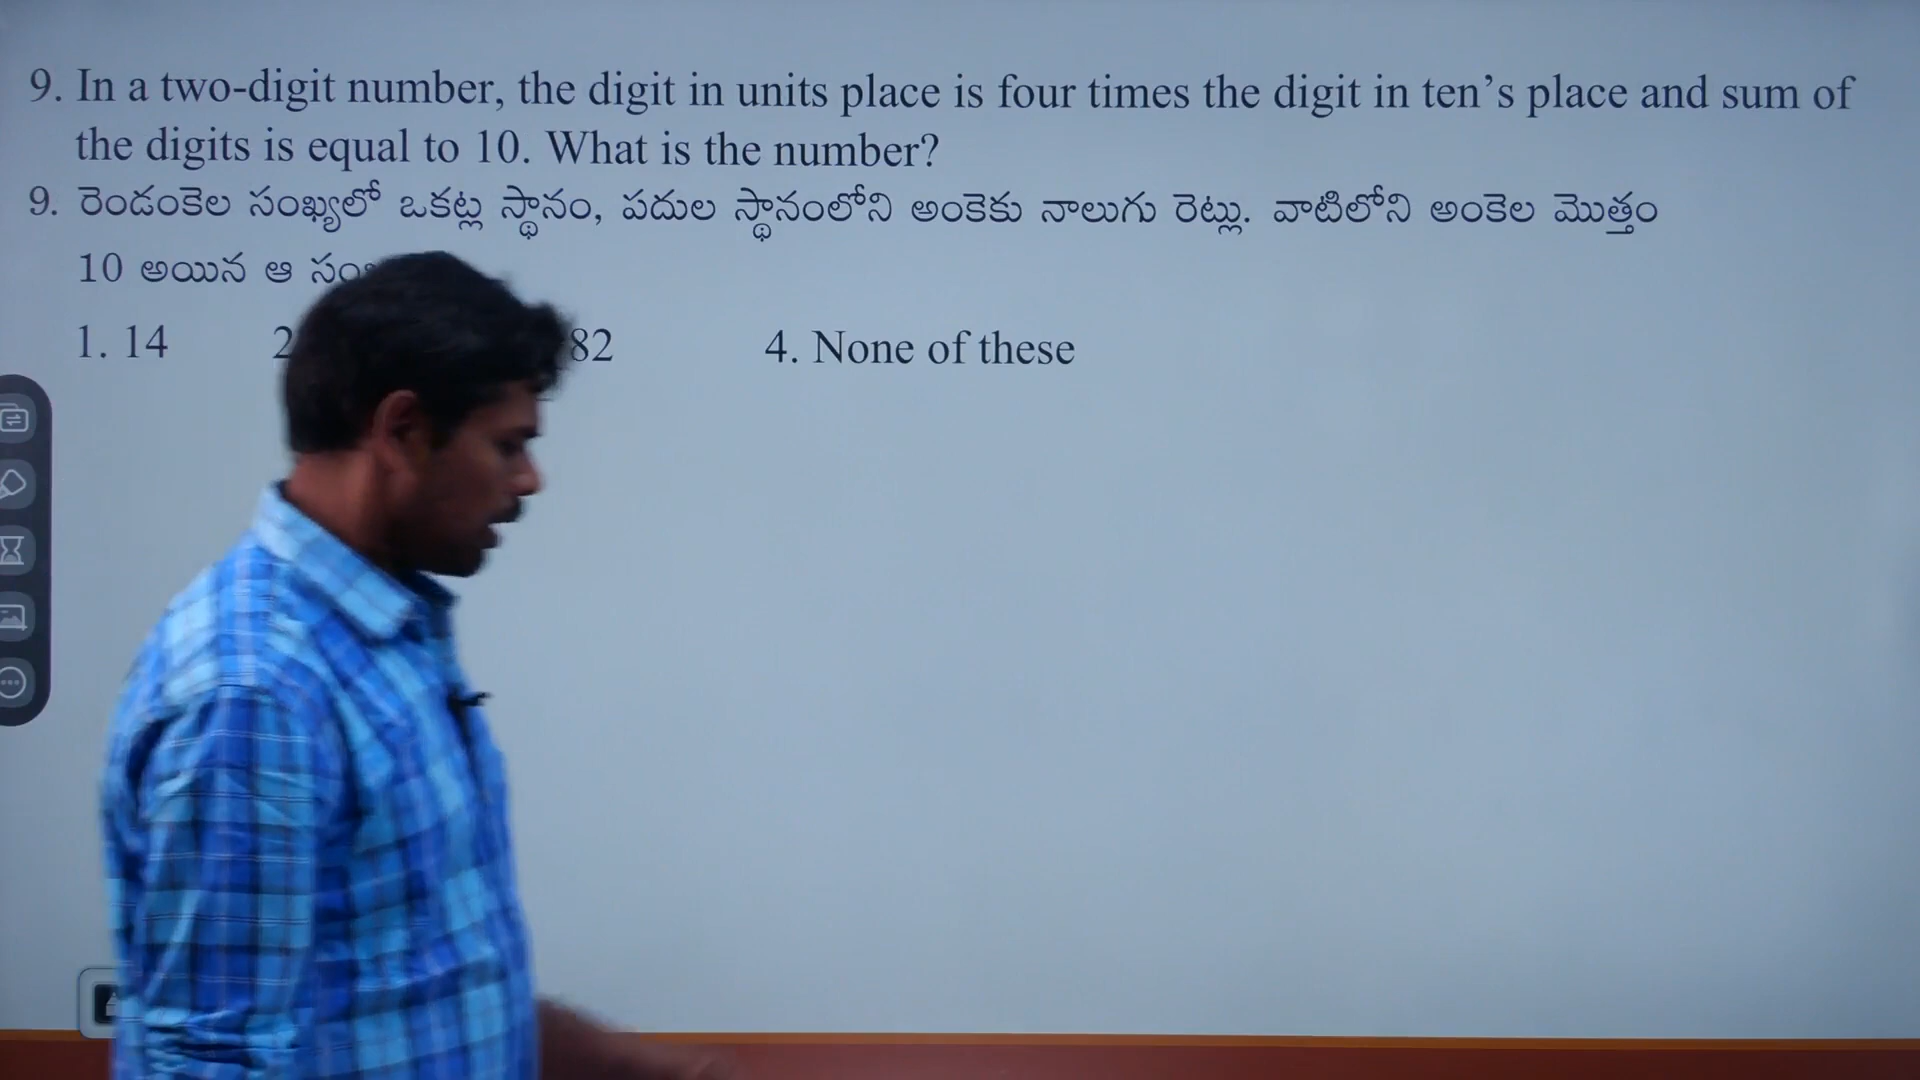 9. In a two-digit number, the digit in units place is four times the digit in ten’s place and sum of
the digits is equal to 10. What is the number?
9. రెండంకెల సంఖ్యలో ఒకట్ల స్థానం, పదుల స్థానంలోని అంకెకు నాలుగు రెట్లు. వాటిలోని అంకెల మొత్తం
10 అయిన ఆ
1. 14 2 82 4. None of these